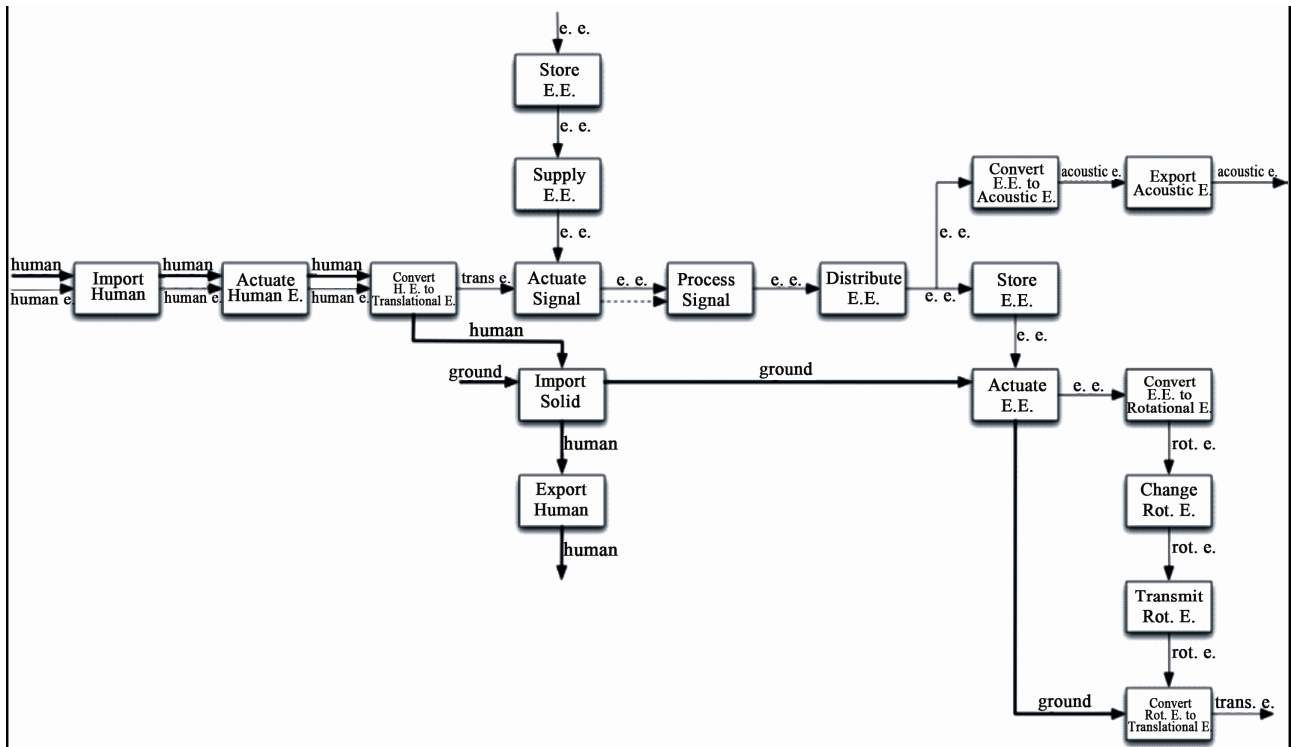 e. e.
Store
E.E.
e. e.
Supply
E.E.
e. e.
Convert
E.E. to
Acoustic E.
acoustic e.
Export
Acoustic E.
acoustic e.
e. e.
human
human e.
Import
Human
human
human e.
Actuate
Human E.
human
human e.
Convert
H. E. to
Translational E.
trans e.
Actuate
Signal
e. e.
Process
Signal
e. e.
Distribute
E.E.
e. e.
Store
E.E.
human
e. e.
ground
Import
Solid
ground
Actuate
E.E.
e. e.
Convert
E.E. to
Rotational E.
human
rot. e.
Export
Human
Change
Rot. E.
human
rot. e.
Transmit
Rot. E.
rot. e.
ground
Convert
Rot. E. to
Translational E.
trans. e.